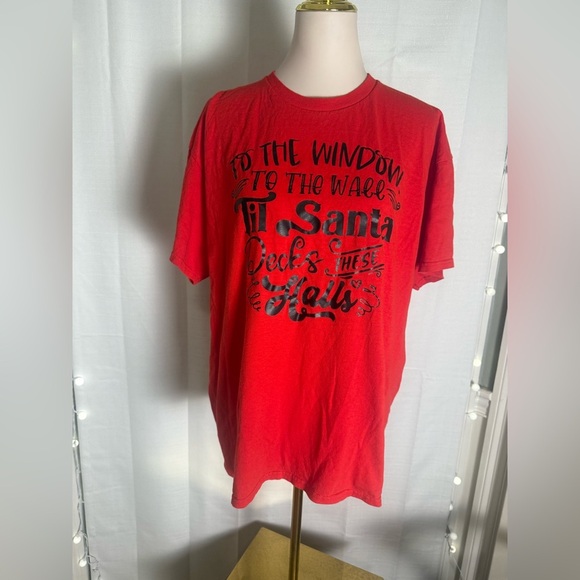 TO THE WINDOW
TO THE WALL
Til Santa
Decks THESE
Halls